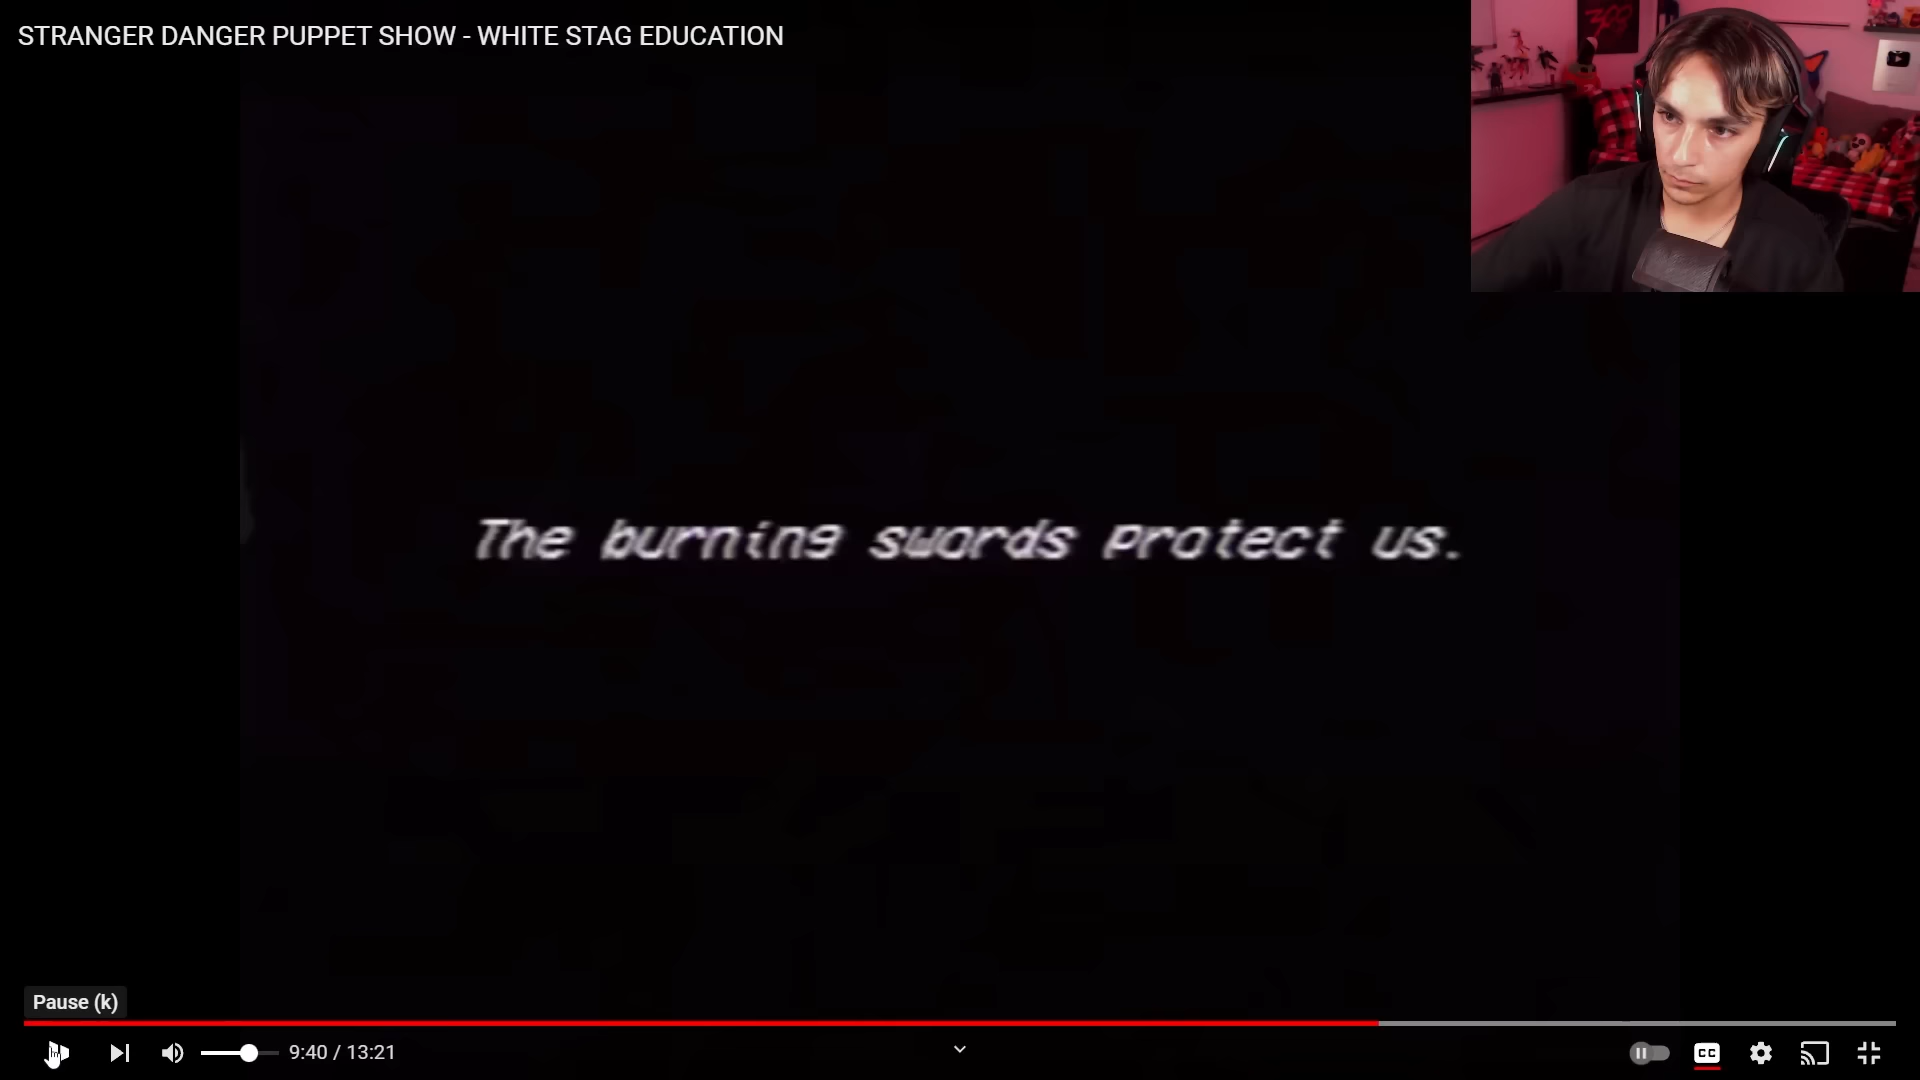 STRANGER DANGER PUPPET SHOW - WHITE STAG EDUCATION
The burning swords protect us.
Pause (k)
9:40 / 13:21
CC